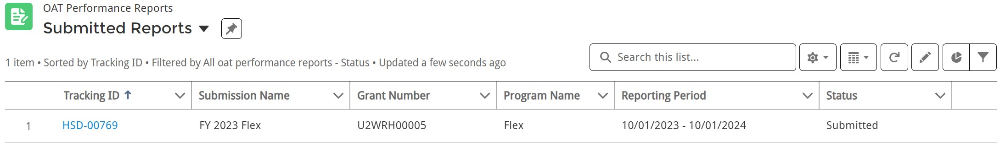 OAT Performance Reports
Submitted Reports
1 item • Sorted by Tracking ID • Filtered by All oat performance reports - Status • Updated a few seconds ago
Search this list...
Tracking ID Submission Name Grant Number Program Name Reporting Period Status
1 HSD-00769 FY 2023 Flex U2WRH00005 Flex 10/01/2023 - 10/01/2024 Submitted